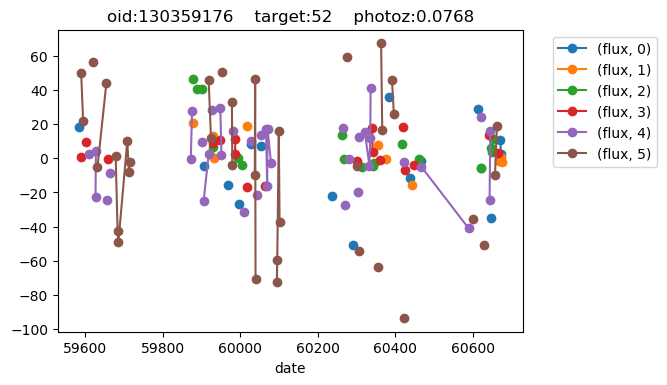 oid:130359176    target:52    photoz:0.0768
60
40
20
0
−20
−40
−60
−80
−100
59600
59800
60000
60200
60400
60600
date
(flux, 0)
(flux, 1)
(flux, 2)
(flux, 3)
(flux, 4)
(flux, 5)